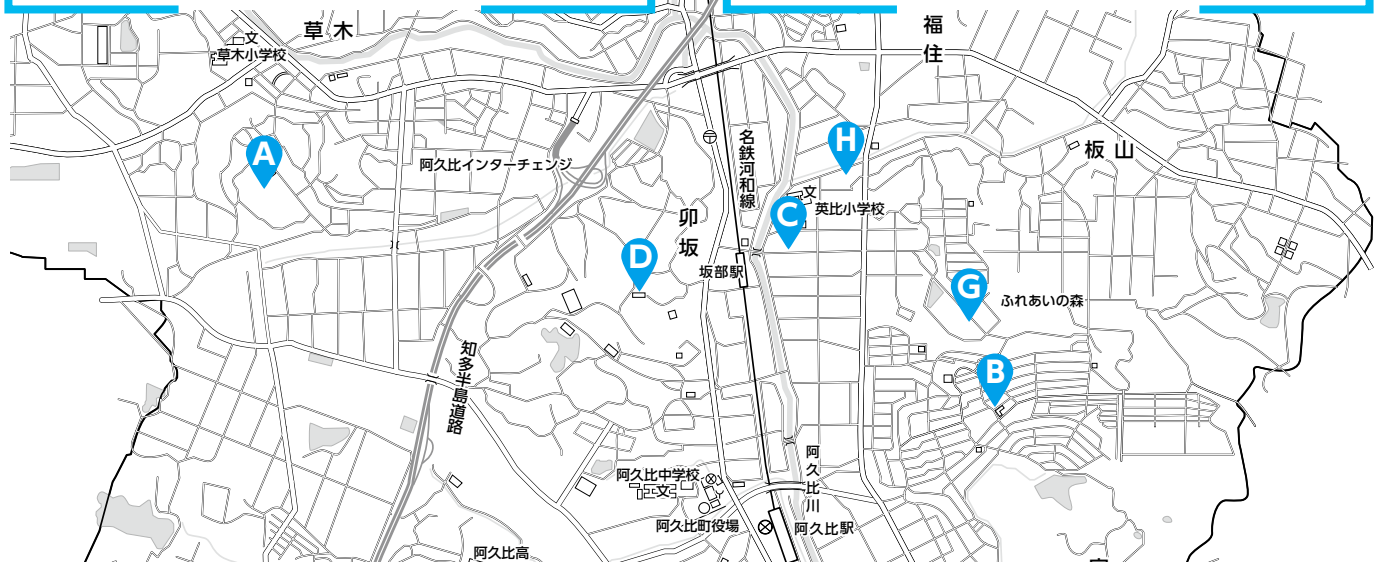 草木
福住
文
草木小学校
A
阿久比インターチェンジ
名鉄河和線
H
板山
文
英比小学校
C
卯坂
D
坂部駅
G
ふれあいの森
知多半島道路
B
阿久比川
阿久比中学校
文
阿久比町役場
阿久比駅
阿久比高